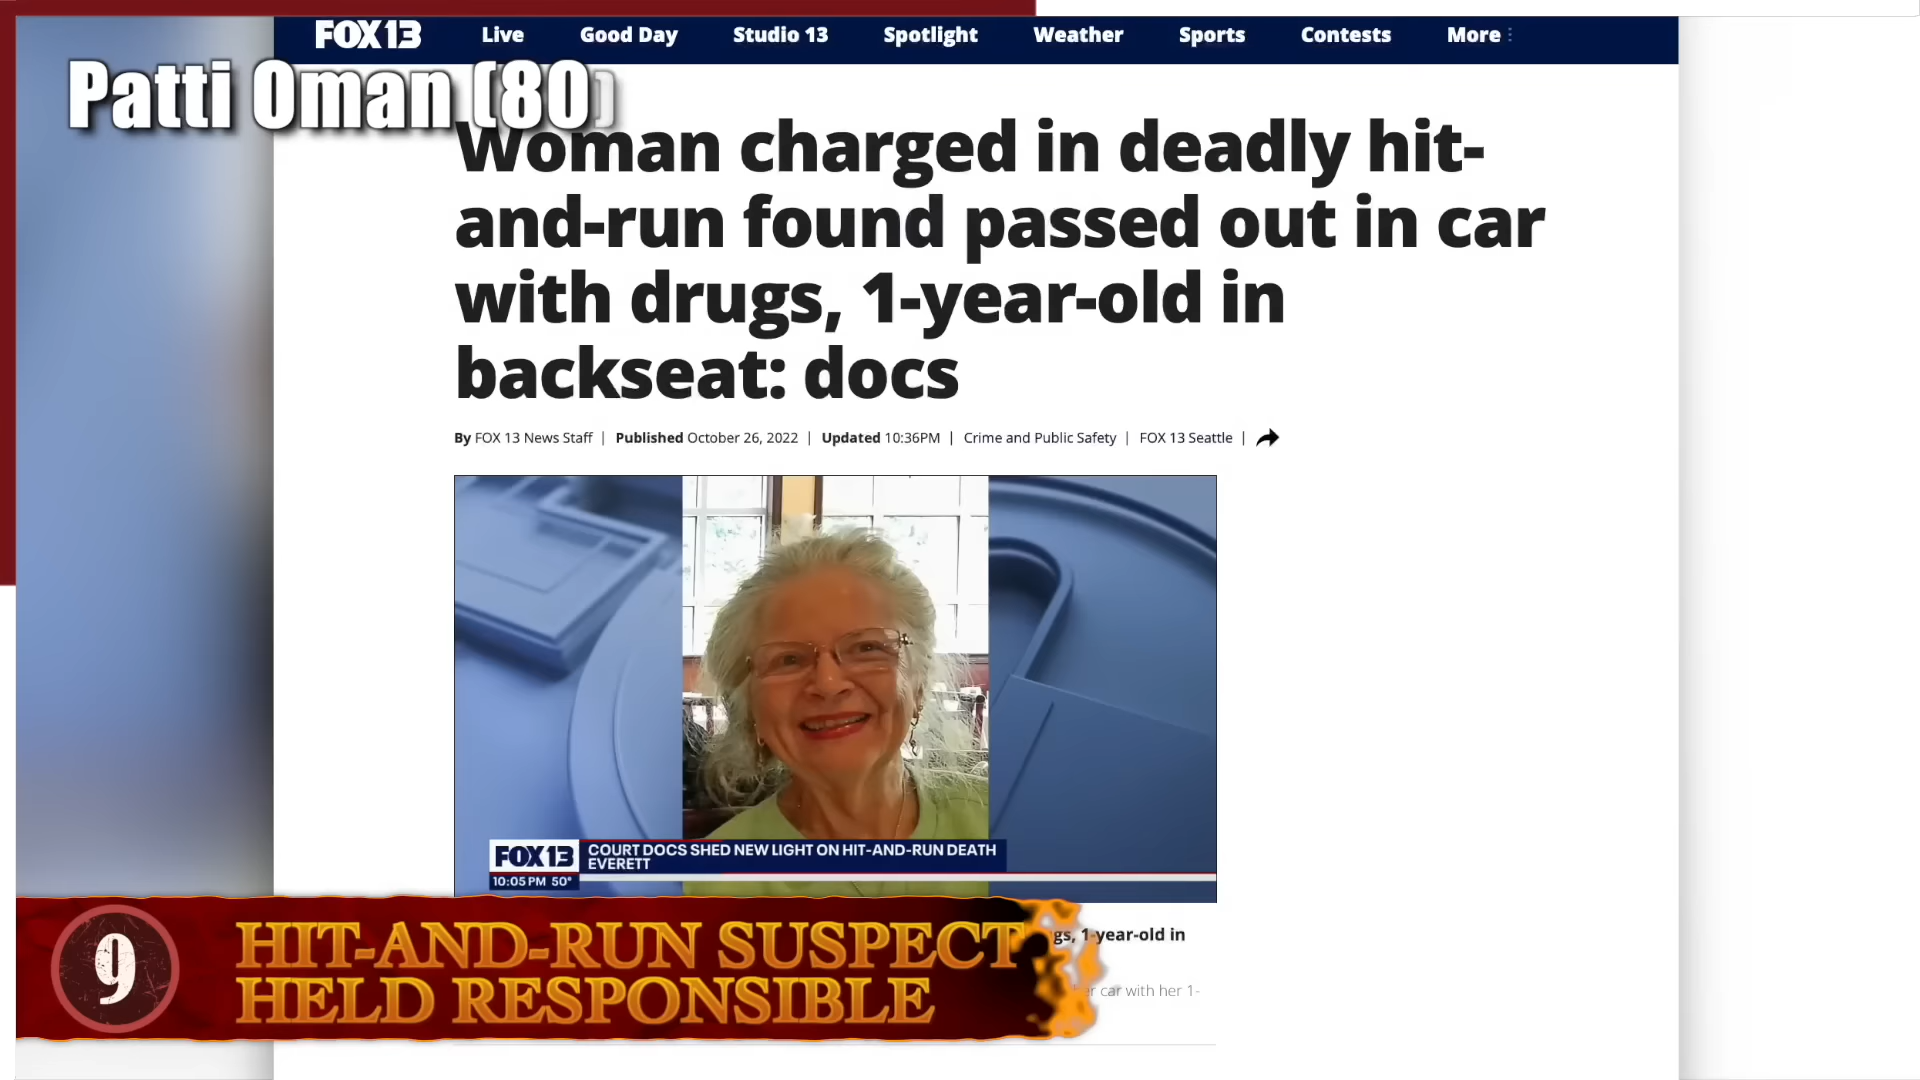 FOX 13 Live Good Day Studio 13 Spotlight Weather Sports Contests More
Patti Oman (80)
Woman charged in deadly hit-
and-run found passed out in car
with drugs, 1-year-old in
backseat: docs
By FOX 13 News Staff | Published October 26, 2022 | Updated 10:36PM | Crime and Public Safety | FOX 13 Seattle |
FOX 13
COURT DOCS SHED NEW LIGHT ON HIT-AND-RUN DEATH
EVERETT
10:05 PM 50°
9
HIT-AND-RUN SUSPECT
HELD RESPONSIBLE
1-year-old in
car with her 1-